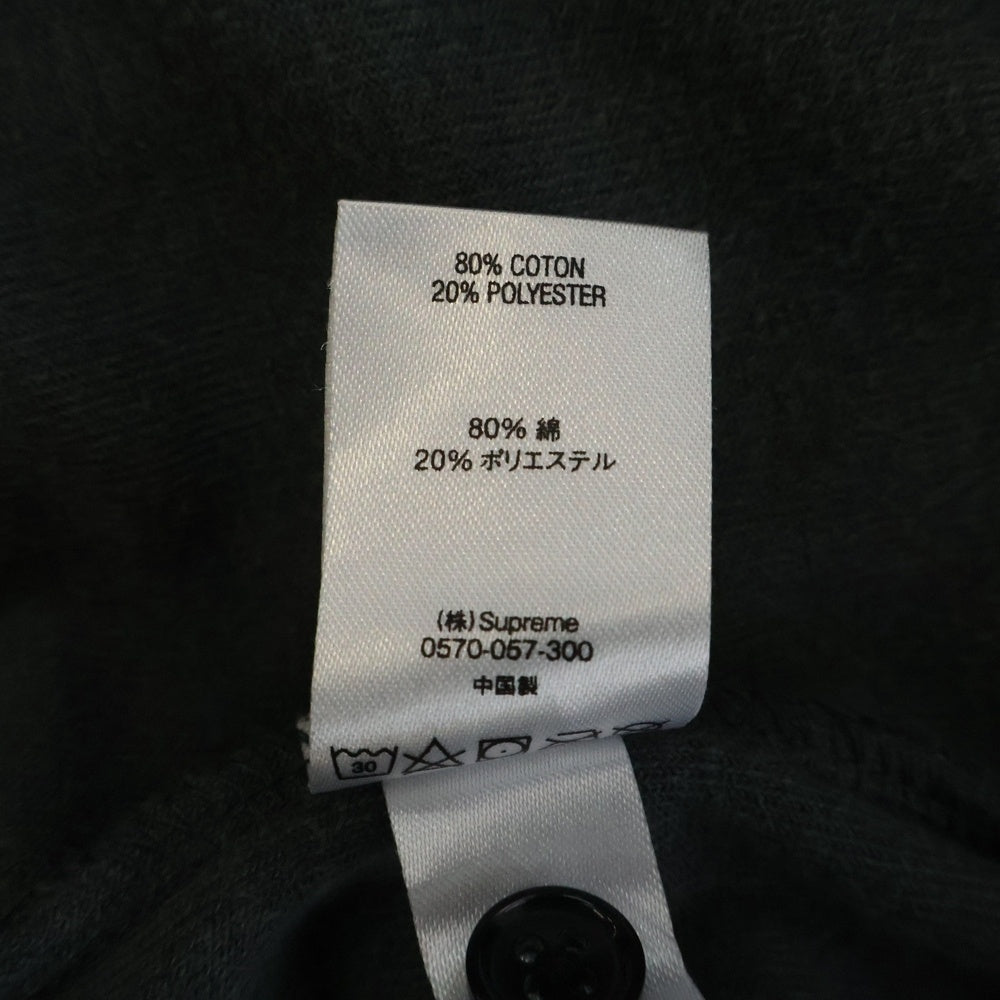 80% COTON
20% POLYESTER
80% 綿
20% ポリエステル
(株)Supreme
0570-057-300
中国製
30